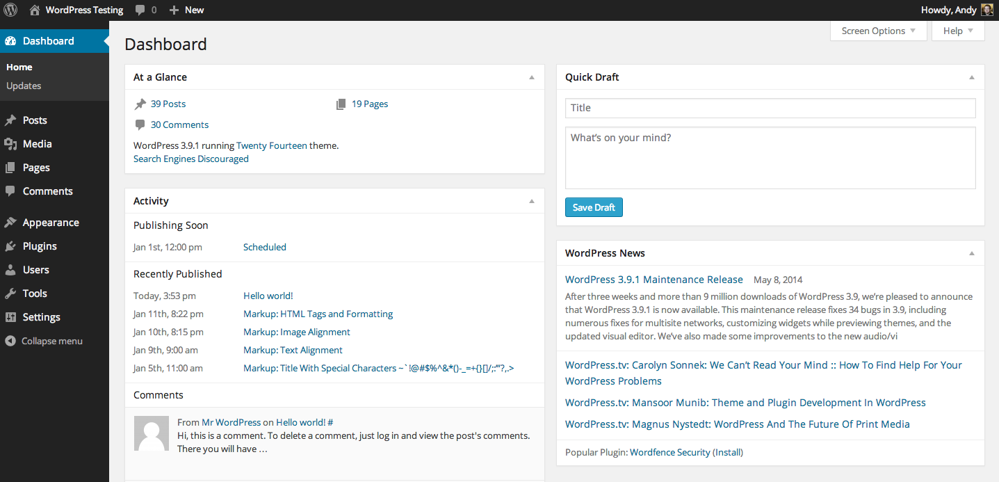 WordPress Testing 0 New Howdy, Andy
Screen Options Help
Dashboard
Home
Updates
Posts
Media
Pages
Comments
Appearance
Plugins
Users
Tools
Settings
Collapse menu
Dashboard
At a Glance
39 Posts 19 Pages
30 Comments
WordPress 3.9.1 running Twenty Fourteen theme.
Search Engines Discouraged
Activity
Publishing Soon
Jan 1st, 12:00 pm Scheduled
Recently Published
Today, 3:53 pm Hello world!
Jan 11th, 8:22 pm Markup: HTML Tags and Formatting
Jan 10th, 8:15 pm Markup: Image Alignment
Jan 9th, 9:00 am Markup: Text Alignment
Jan 5th, 11:00 am Markup: Title With Special Characters ~`!@#$%^&*()-_=+{}[]/;:'"?,.>
Comments
From Mr WordPress on Hello world! #
Hi, this is a comment. To delete a comment, just log in and view the post's comments.
There you will have …
Quick Draft
Title
What's on your mind?
Save Draft
WordPress News
WordPress 3.9.1 Maintenance Release May 8, 2014
After three weeks and more than 9 million downloads of WordPress 3.9, we're pleased to announce
that WordPress 3.9.1 is now available. This maintenance release fixes 34 bugs in 3.9, including
numerous fixes for multisite networks, customizing widgets while previewing themes, and the
updated visual editor. We've also made some improvements to the new audio/vi
WordPress.tv: Carolyn Sonnek: We Can't Read Your Mind :: How To Find Help For Your
WordPress Problems
WordPress.tv: Mansoor Munib: Theme and Plugin Development In WordPress
WordPress.tv: Magnus Nystedt: WordPress And The Future Of Print Media
Popular Plugin: Wordfence Security (Install)